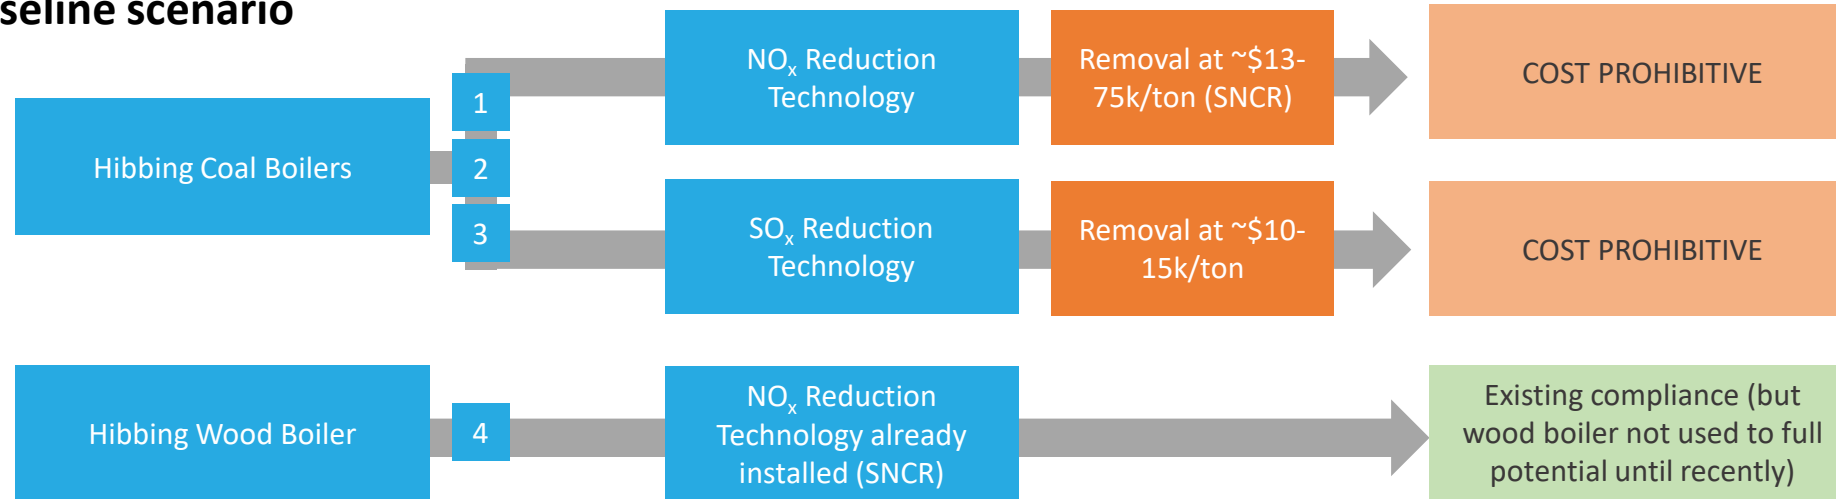 seline scenario
NOₓ Reduction
Technology
Removal at ~$13-
75k/ton (SNCR)
COST PROHIBITIVE
1
Hibbing Coal Boilers
2
3
SOₓ Reduction
Technology
Removal at ~$10-
15k/ton
COST PROHIBITIVE
Hibbing Wood Boiler
4
NOₓ Reduction
Technology already
installed (SNCR)
Existing compliance (but
wood boiler not used to full
potential until recently)